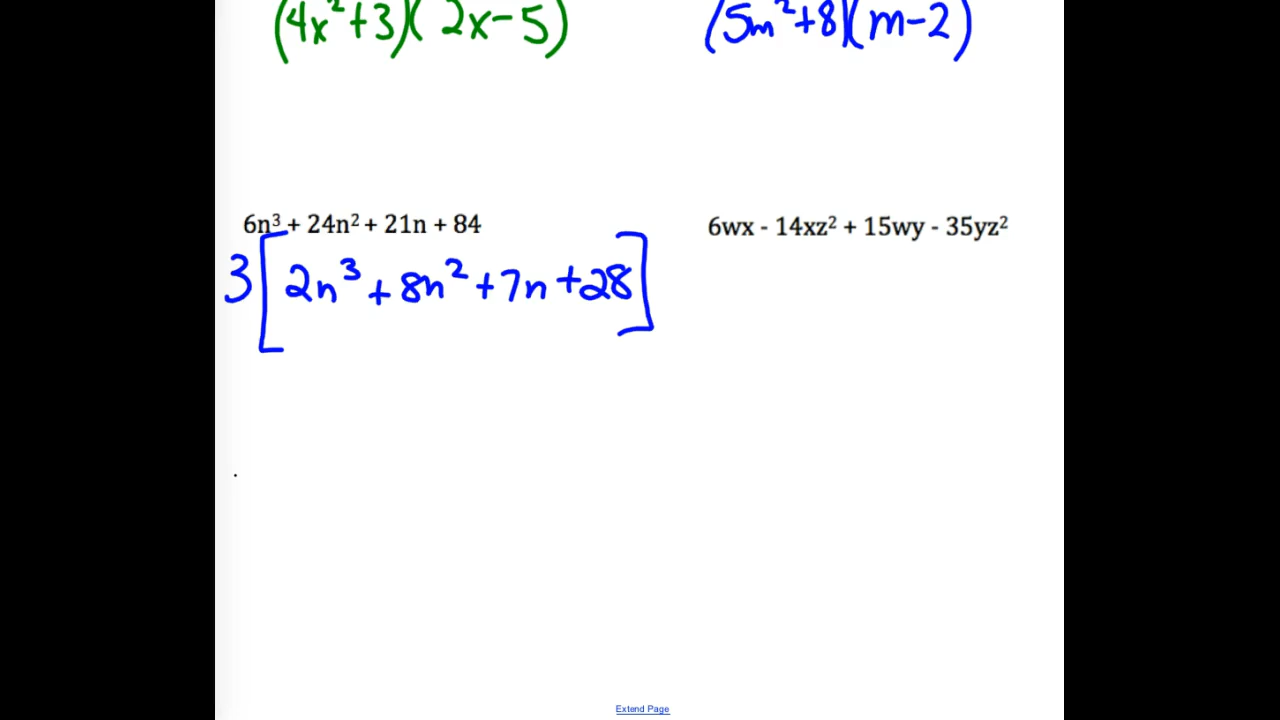 (4x²+3)(2x-5) (5m²+8)(m-2)
6n³ + 24n² + 21n + 84 6wx - 14xz² + 15wy - 35yz²
3[2n³+8n²+7n+28]
Extend Page